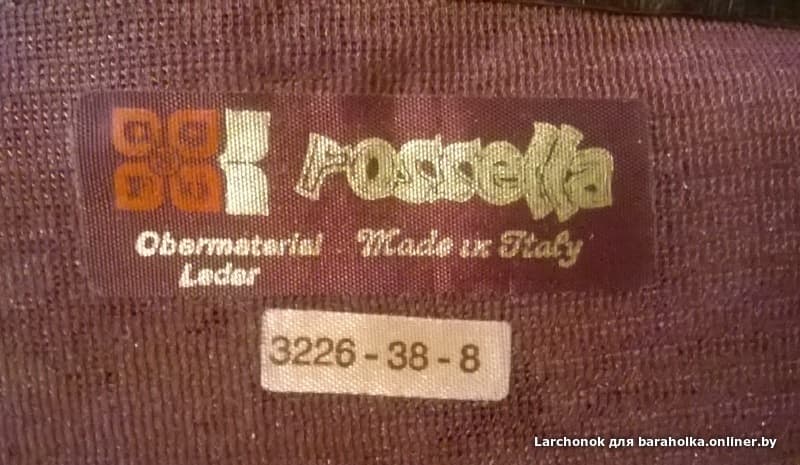 rossella
Obermaterial Made in Italy
Leder
3226 - 38 - 8
Larchonok для baraholka.onliner.by